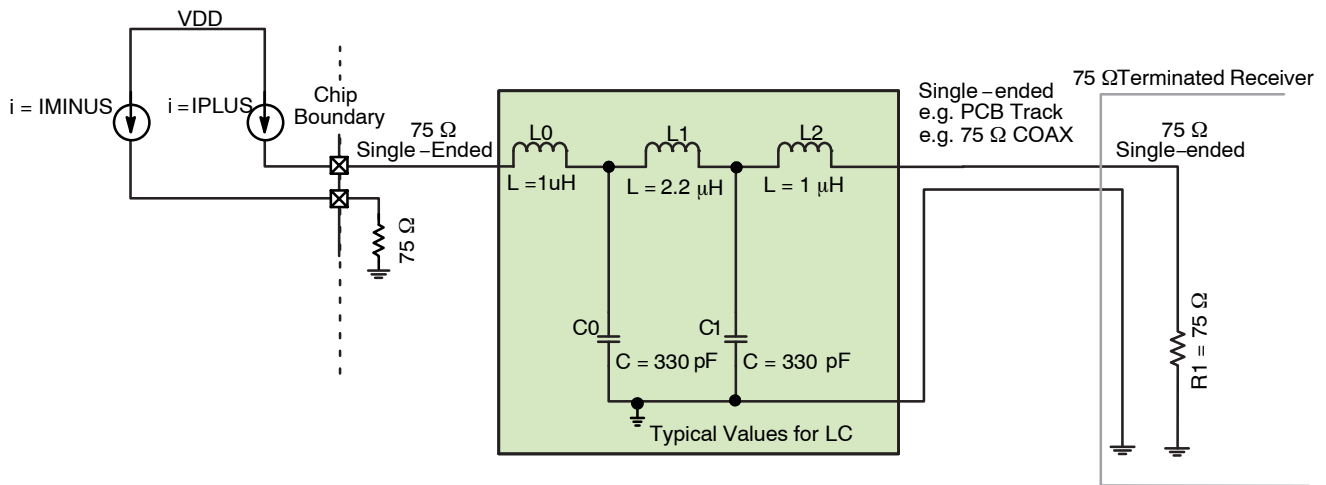 VDD
i = IMINUS
i = IPLUS
Chip
Boundary
75 Ω
Single–Ended
75 Ω
L0
L = 1uH
L1
L = 2.2 μH
L2
L = 1 μH
C0
C = 330 pF
C1
C = 330 pF
Typical Values for LC
Single–ended
e.g. PCB Track
e.g. 75 Ω COAX
75 ΩTerminated Receiver
75 Ω
Single–ended
R1 = 75 Ω